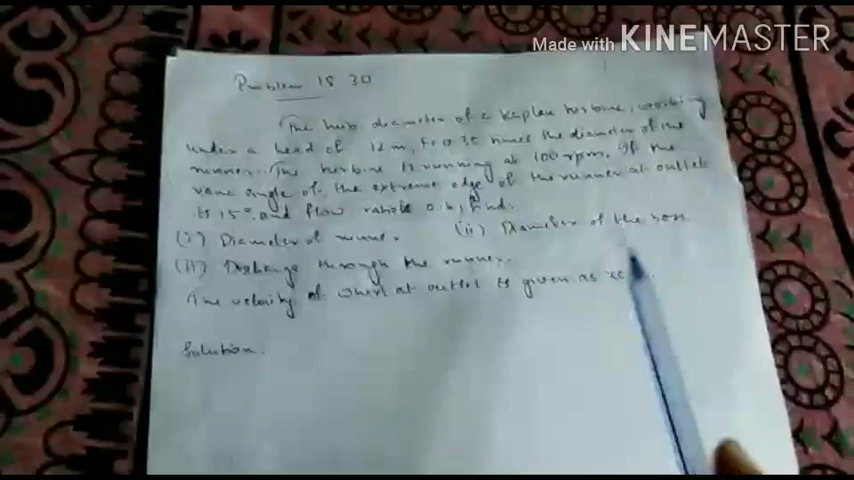 Made with KINEMASTER
Problem 18 30
The hub diameter of a Kaplan turbine, working
under a head of 12 m, is 0.35 times the diameter of the
runner. The turbine is running at 100 rpm. If the
vane angle of the extreme edge of the runner at outlet
is 15° and flow ratio 0.6, find.
(i) Diameter of runner. (ii) Diameter of the boss
(iii) Discharge through the runner.
The velocity of whirl at outlet is given as
Solution.